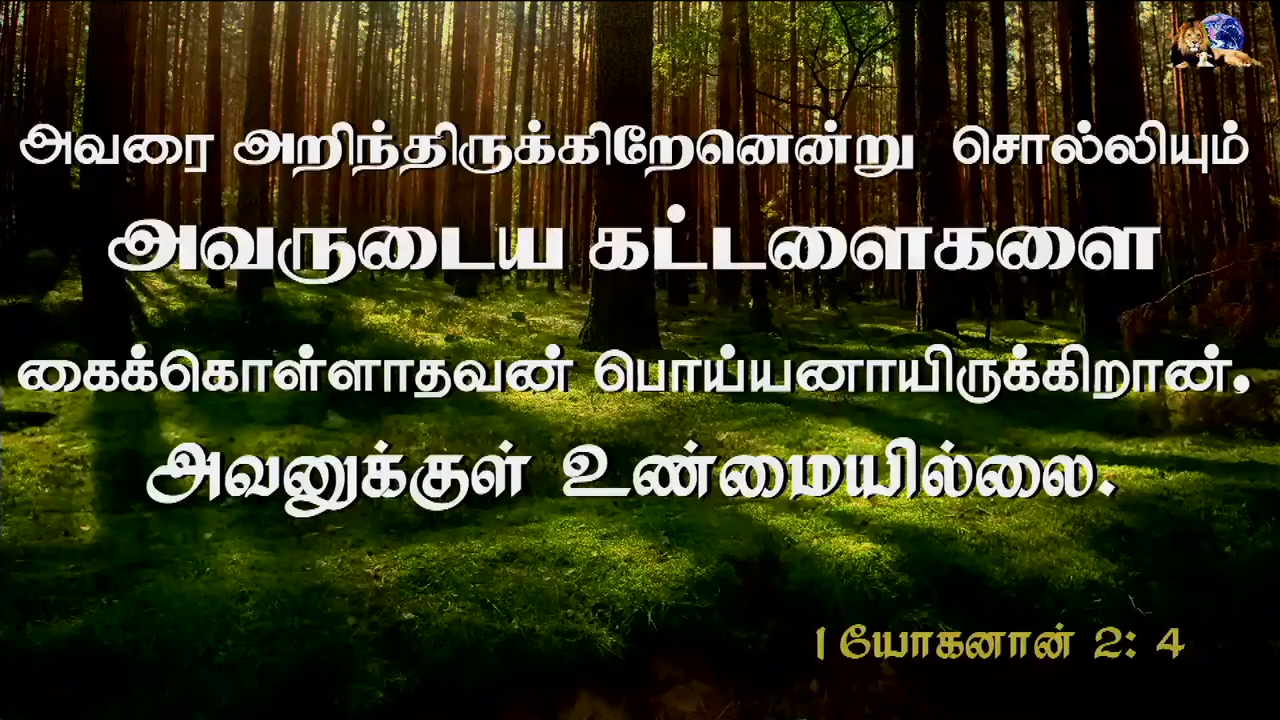 அவரை அறிந்திருக்கிறேனென்று சொல்லியும்
அவருடைய கட்டளைகளை
கைக்கொள்ளாதவன் பொய்யனாயிருக்கிறான்.
அவனுக்குள் உண்மையில்லை.
1 யோகனான் 2: 4